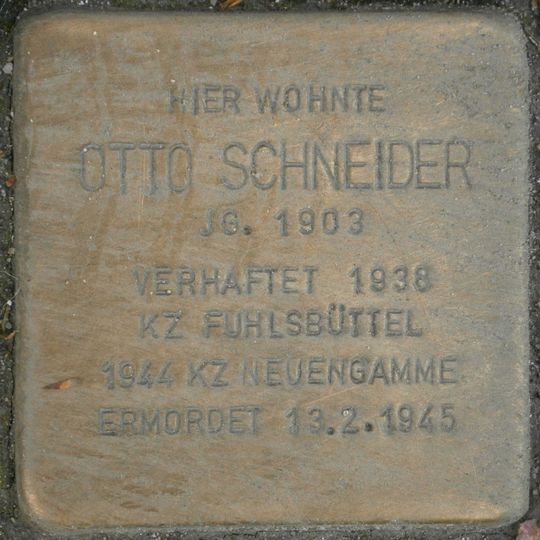 HIER WOHNTE
OTTO SCHNEIDER
JG. 1903
VERHAFTET 1938
KZ FUHLSBÜTTEL
1944 KZ NEUENGAMME
ERMORDET 13.2.1945